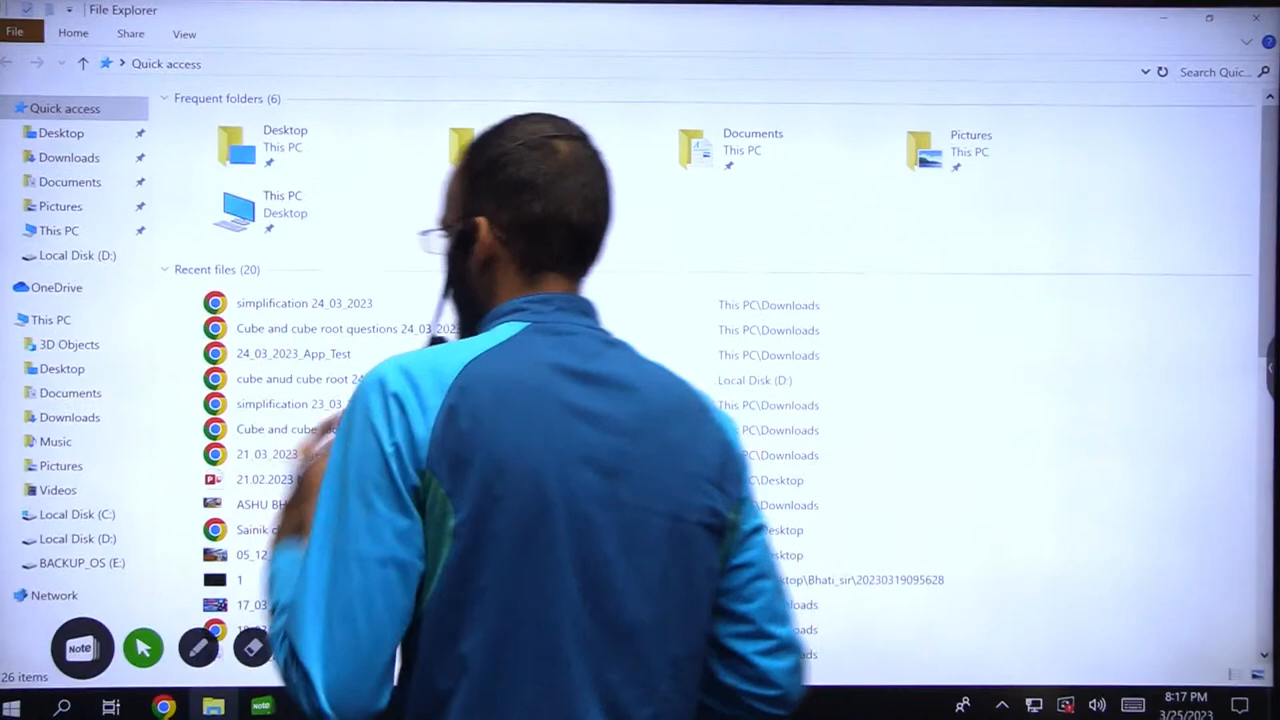 File Explorer
File Home Share View
Quick access Search Quic...
Quick access
Desktop
Downloads
Documents
Pictures
This PC
Local Disk (D:)
OneDrive
This PC
3D Objects
Desktop
Documents
Downloads
Music
Pictures
Videos
Local Disk (C:)
Local Disk (D:)
BACKUP_OS (E:)
Network
26 items
Frequent folders (6)
Desktop
This PC
Documents
This PC
Pictures
This PC
This PC
Desktop
Recent files (20)
simplification 24_03_2023 This PC\Downloads
Cube and cube root questions 24_03_2023 This PC\Downloads
24_03_2023_App_Test This PC\Downloads
cube anud cube root 24 Local Disk (D:)
simplification 23_03 This PC\Downloads
Cube and cube PC\Downloads
21_03_2023 PC\Downloads
21.02.2023 PC\Desktop
ASHU BH Downloads
Sainik Desktop
05_12 esktop
1 ktop\Bhati_sir\20230319095628
17_03 nloads
loads
ads
Note
Note
8:17 PM
3/25/2023